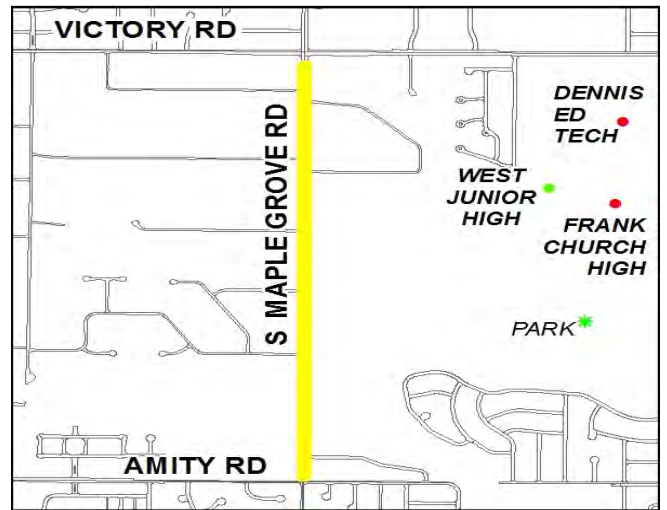 VICTORY RD
DENNIS
ED
TECH
S MAPLE GROVE RD
WEST
JUNIOR
HIGH
FRANK
CHURCH
HIGH
PARK
AMITY RD